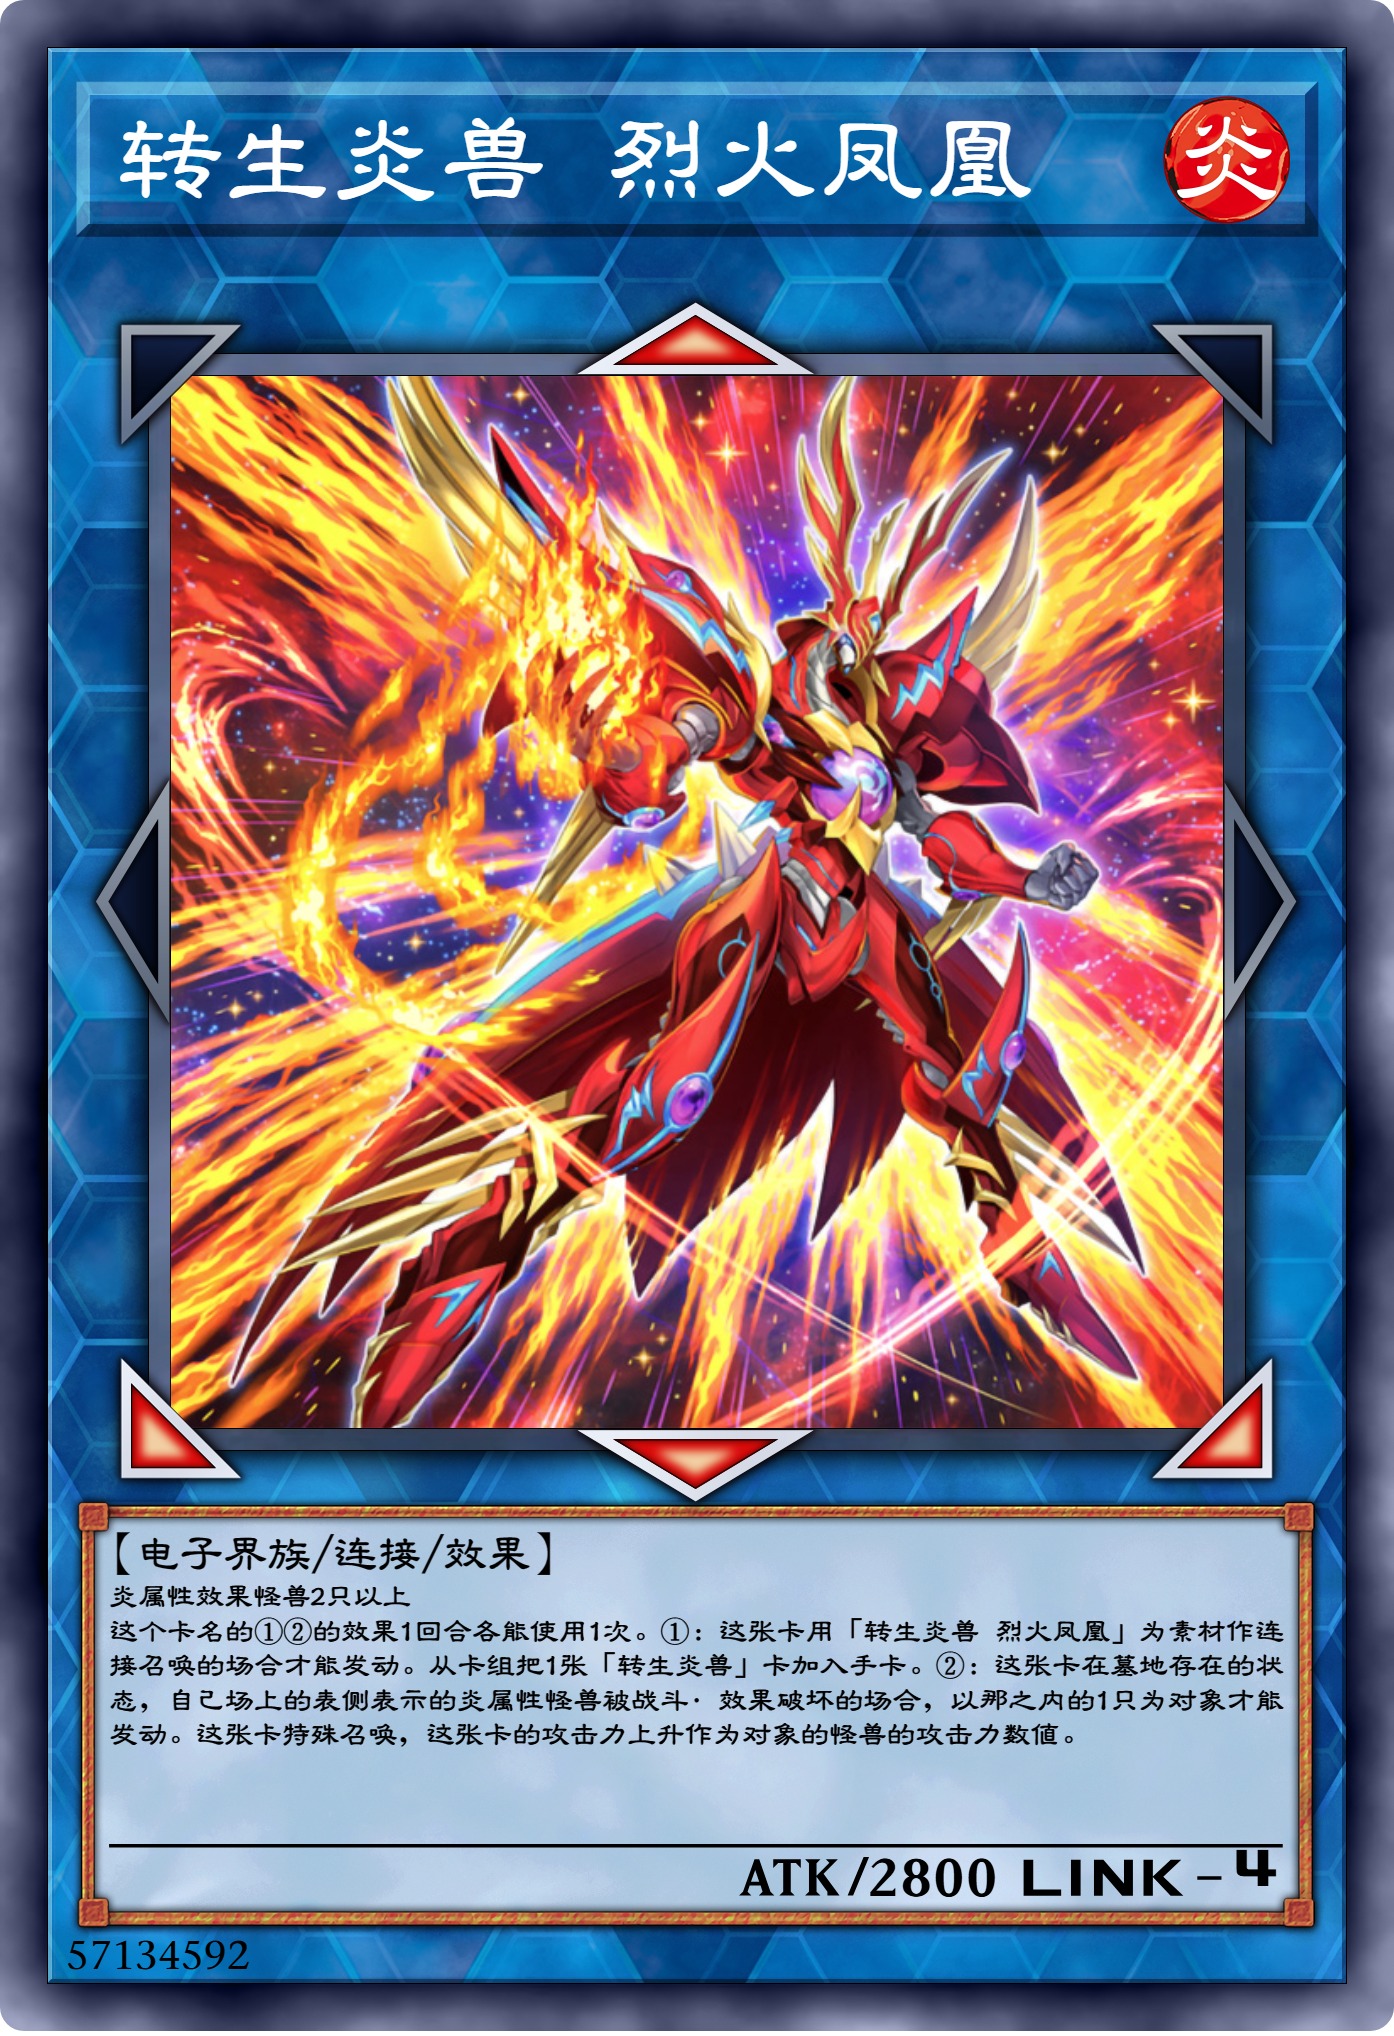 转生炎兽 烈火凤凰
炎
【电子界族/连接/效果】
炎属性效果怪兽2只以上
这个卡名的①②的效果1回合各能使用1次。①：这张卡用「转生炎兽 烈火凤凰」为素材作连
接召唤的场合才能发动。从卡组把1张「转生炎兽」卡加入手卡。②：这张卡在墓地存在的状
态，自己场上的表侧表示的炎属性怪兽被战斗·效果破坏的场合，以那之内的1只为对象才能
发动。这张卡特殊召唤，这张卡的攻击力上升作为对象的怪兽的攻击力数值。
ATK/2800 LINK-4
57134592